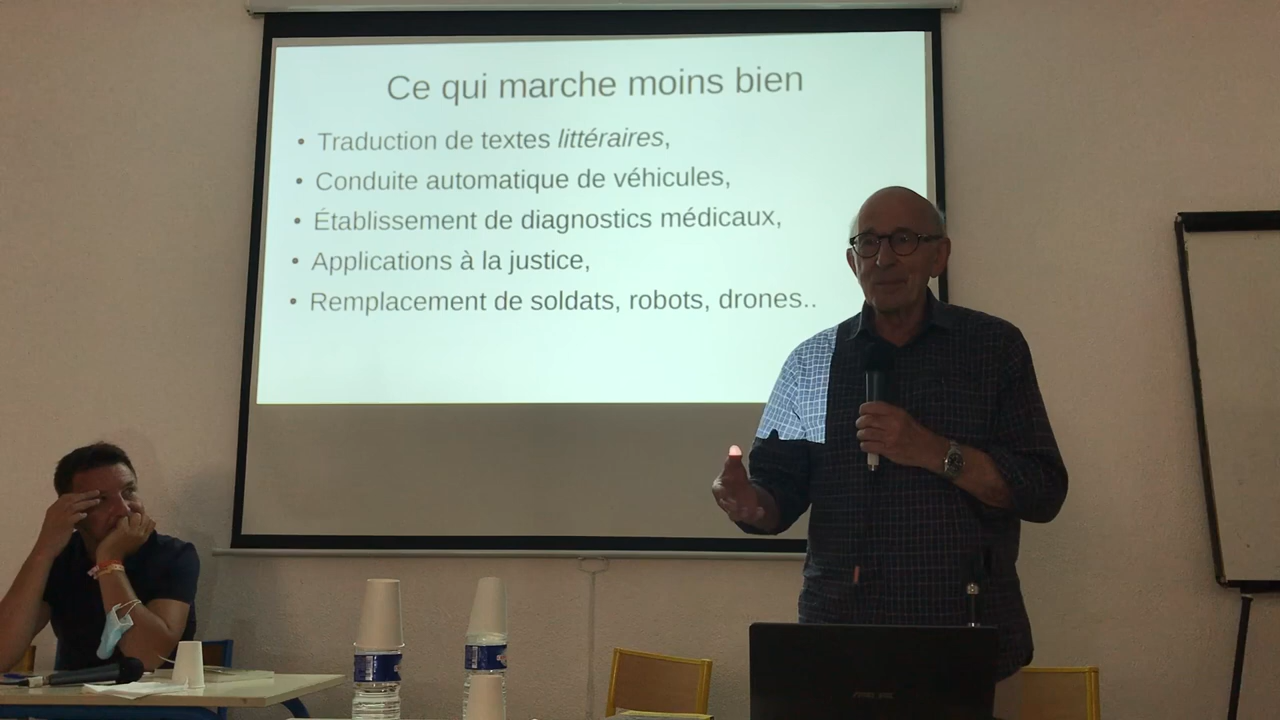 Ce qui marche moins bien
• Traduction de textes littéraires,
• Conduite automatique de véhicules,
• Établissement de diagnostics médicaux,
• Applications à la justice,
• Remplacement de soldats, robots, drones..